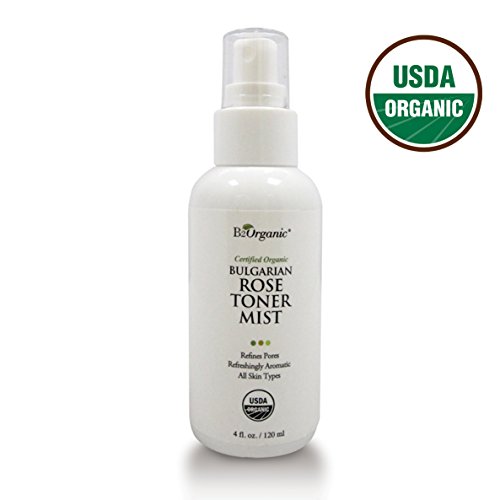 USDA
ORGANIC
B2Organic®
Certified Organic
BULGARIAN
ROSE
TONER
MIST
Refines Pores
Refreshingly Aromatic
All Skin Types
USDA
ORGANIC
4 fl. oz. / 120 ml